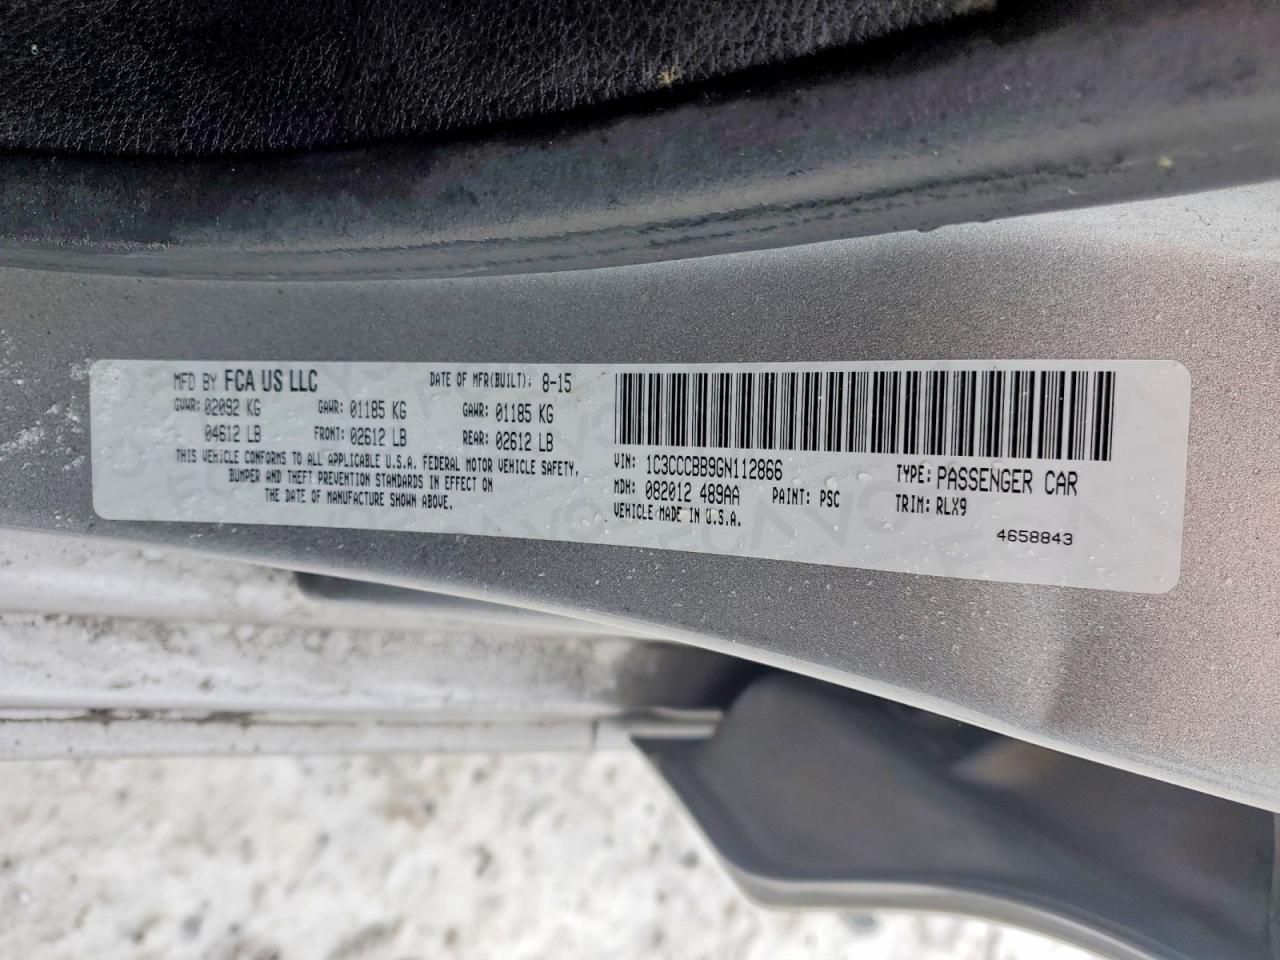 MFD BY FCA US LLC DATE OF MFR(BUILT): 8-15
GVWR: 02092 KG GAWR: 01185 KG GAWR: 01185 KG
04612 LB FRONT: 02612 LB REAR: 02612 LB
THIS VEHICLE CONFORMS TO ALL APPLICABLE U.S.A. FEDERAL MOTOR VEHICLE SAFETY,
BUMPER AND THEFT PREVENTION STANDARDS IN EFFECT ON
THE DATE OF MANUFACTURE SHOWN ABOVE.
VIN: 1C3CCCBB9GN112866 TYPE: PASSENGER CAR
MDH: 082012 489AA PAINT: PSC TRIM: RLX9
VEHICLE MADE IN U.S.A.
4658843